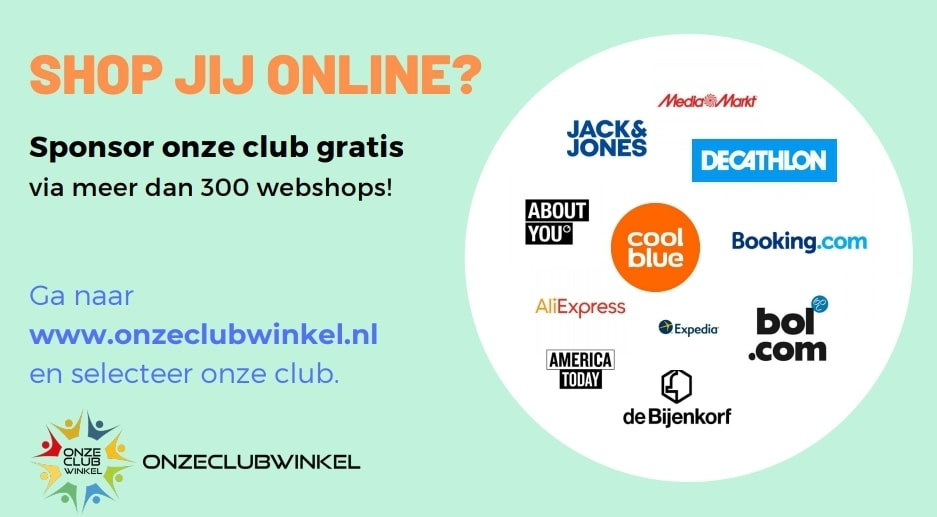 SHOP JIJ ONLINE?
Sponsor onze club gratis
via meer dan 300 webshops!
Ga naar
www.onzeclubwinkel.nl
en selecteer onze club.
ONZE
CLUB
WINKEL
ONZECLUBWINKEL
MediaMarkt
JACK&
JONES
DECATHLON
ABOUT
YOU
cool
blue
Booking.com
AliExpress
Expedia
bol
.com
AMERICA
TODAY
de Bijenkorf